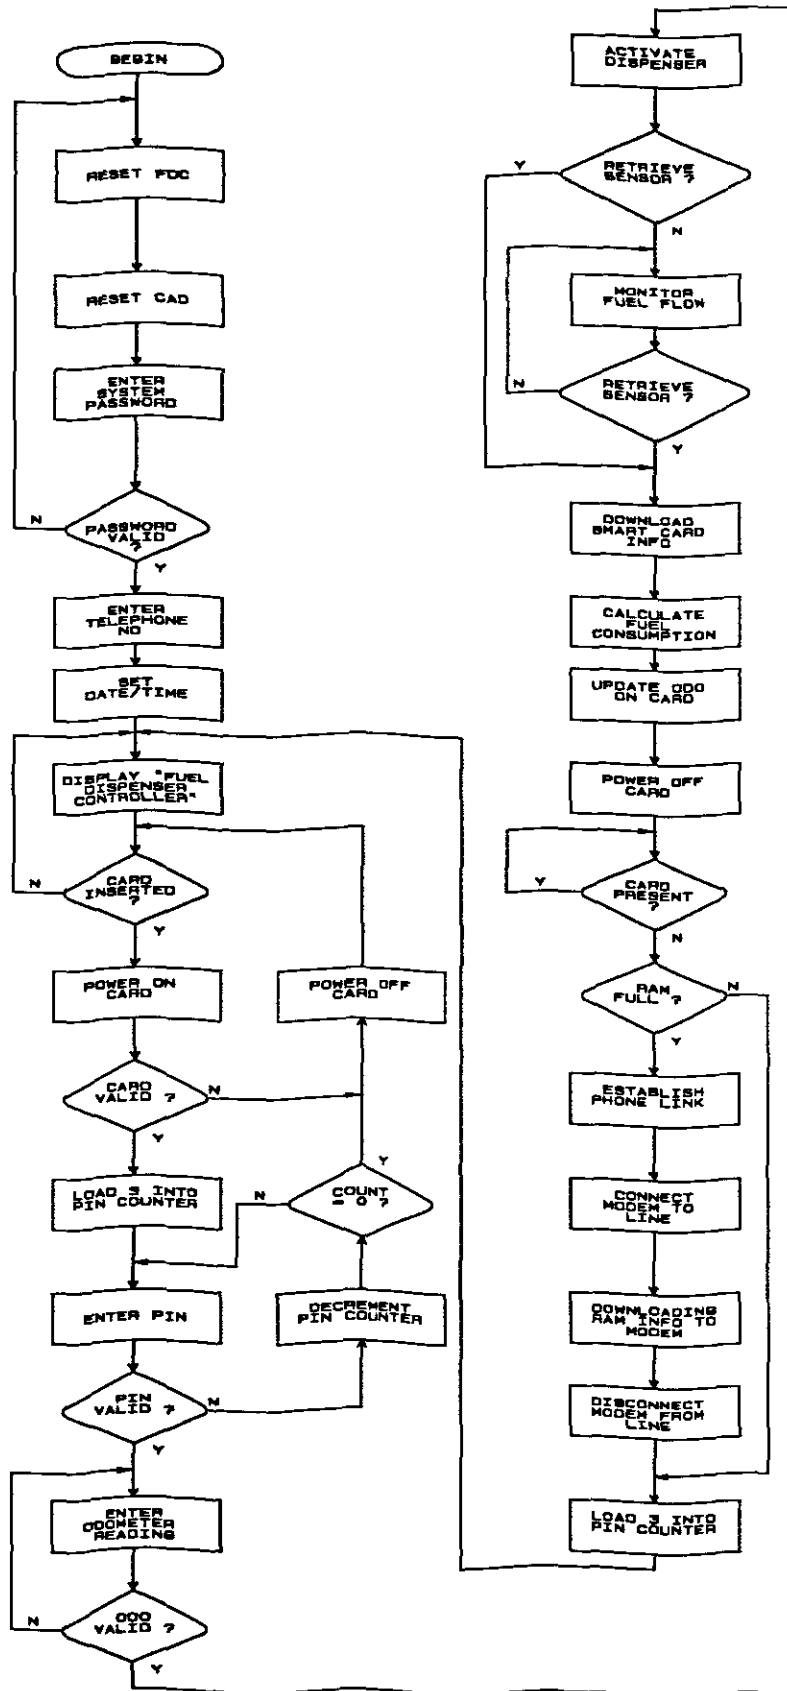 BEGIN
RESET FDC
RESET CAD
ENTER
SYSTEM
PASSWORD
PASSWORD
VALID
?
N
Y
ENTER
TELEPHONE
NO
SET
DATE/TIME
DISPLAY "FUEL
DISPENSER
CONTROLLER"
CARD
INSERTED
?
N
Y
POWER ON
CARD
POWER OFF
CARD
CARD
VALID ?
N
Y
LOAD 3 INTO
PIN COUNTER
COUNT
= 0 ?
Y
N
ENTER PIN
DECREMENT
PIN COUNTER
PIN
VALID ?
N
Y
ENTER
ODOMETER
READING
ODO
VALID ?
N
Y
ACTIVATE
DISPENSER
RETRIEVE
SENSOR ?
Y
N
MONITOR
FUEL FLOW
RETRIEVE
SENSOR ?
N
Y
DOWNLOAD
SMART CARD
INFO
CALCULATE
FUEL
CONSUMPTION
UPDATE ODO
ON CARD
POWER OFF
CARD
CARD
PRESENT
?
Y
N
RAM
FULL ?
N
Y
ESTABLISH
PHONE LINK
CONNECT
MODEM TO
LINE
DOWNLOADING
RAM INFO TO
MODEM
DISCONNECT
MODEM FROM
LINE
LOAD 3 INTO
PIN COUNTER